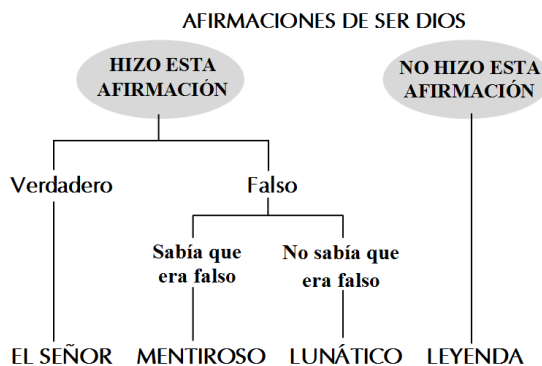 AFIRMACIONES DE SER DIOS
HIZO ESTA
AFIRMACIÓN
NO HIZO ESTA
AFIRMACIÓN
Verdadero
Falso
Sabía que
era falso
No sabía que
era falso
EL SEÑOR
MENTIROSO
LUNÁTICO
LEYENDA